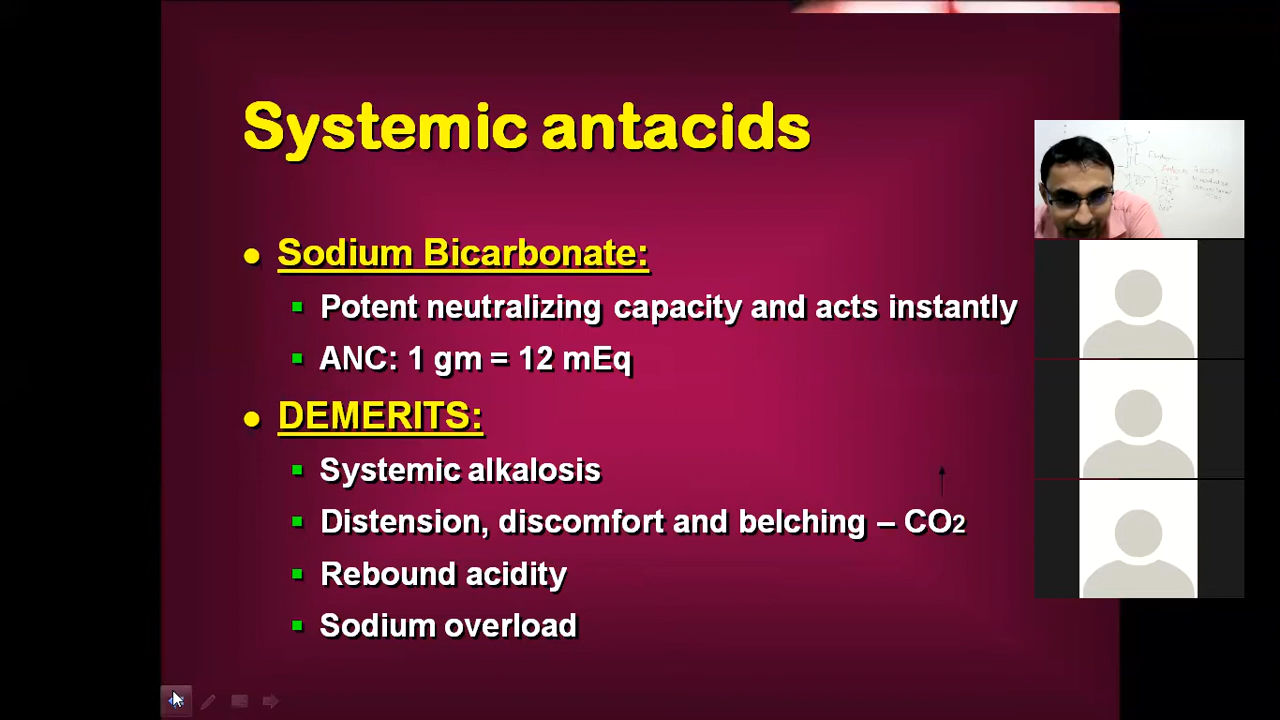 Systemic antacids
Sodium Bicarbonate:
Potent neutralizing capacity and acts instantly
ANC: 1 gm = 12 mEq
DEMERITS:
Systemic alkalosis
Distension, discomfort and belching – CO2
Rebound acidity
Sodium overload